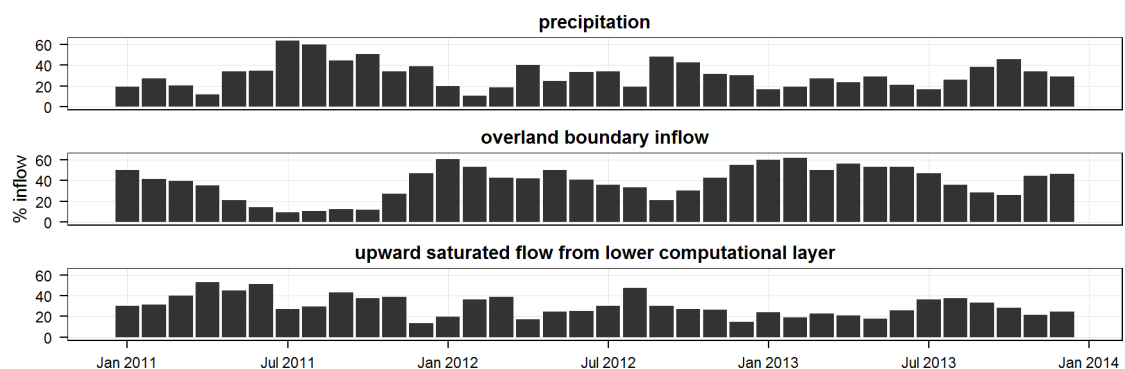 precipitation
60
40
20
0
overland boundary inflow
60
40
20
0
% inflow
upward saturated flow from lower computational layer
60
40
20
0
Jan 2011 Jul 2011 Jan 2012 Jul 2012 Jan 2013 Jul 2013 Jan 2014